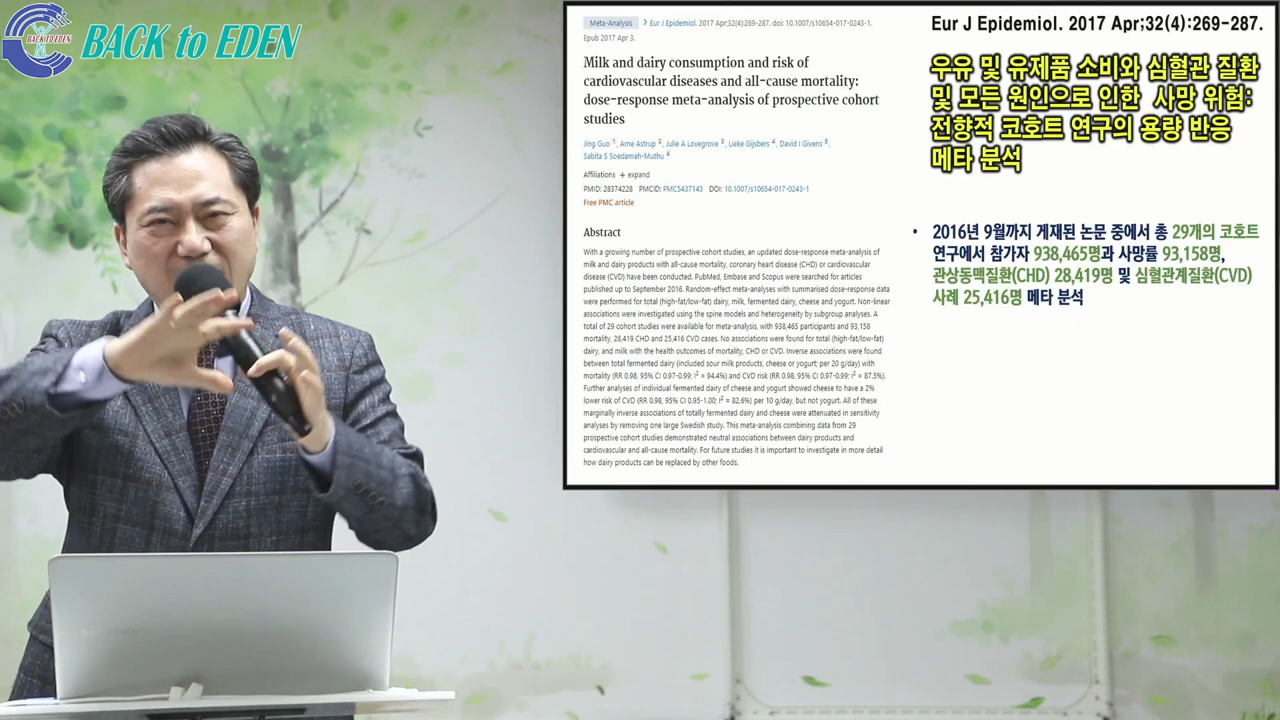 BACK TO EDEN
BACK to EDEN
Meta-Analysis > Eur J Epidemiol. 2017 Apr;32(4):269-287. doi: 10.1007/s10654-017-0243-1.
Epub 2017 Apr 3.
Milk and dairy consumption and risk of
cardiovascular diseases and all-cause mortality:
dose-response meta-analysis of prospective cohort
studies
Jing Guo 1, Arne Astrup 2, Julie A Lovegrove 3, Lieke Gijsbers 4, David I Givens 5,
Sabita S Soedamah-Muthu 4
Affiliations + expand
PMID: 28374228 PMCID: PMC5437143 DOI: 10.1007/s10654-017-0243-1
Free PMC article
Abstract
With a growing number of prospective cohort studies, an updated dose-response meta-analysis of
milk and dairy products with all-cause mortality, coronary heart disease (CHD) or cardiovascular
disease (CVD) have been conducted. PubMed, Embase and Scopus were searched for articles
published up to September 2016. Random-effect meta-analyses with summarised dose-response data
were performed for total (high-fat/low-fat) dairy, milk, fermented dairy, cheese and yogurt. Non-linear
associations were investigated using the spine models and heterogeneity by subgroup analyses. A
total of 29 cohort studies were available for meta-analysis, with 938,465 participants and 93,158
mortality, 28,419 CHD and 25,416 CVD cases. No associations were found for total (high-fat/low-fat)
dairy, and milk with the health outcomes of mortality, CHD or CVD. Inverse associations were found
between total fermented dairy (included sour milk products, cheese or yogurt; per 20 g/day) with
mortality (RR 0.98, 95% CI 0.97-0.99; I² = 94.4%) and CVD risk (RR 0.98, 95% CI 0.97-0.99; I² = 87.5%).
Further analyses of individual fermented dairy of cheese and yogurt showed cheese to have a 2%
lower risk of CVD (RR 0.98, 95% CI 0.95-1.00; I² = 82.6%) per 10 g/day, but not yogurt. All of these
marginally inverse associations of totally fermented dairy and cheese were attenuated in sensitivity
analyses by removing one large Swedish study. This meta-analysis combining data from 29
prospective cohort studies demonstrated neutral associations between dairy products and
cardiovascular and all-cause mortality. For future studies it is important to investigate in more detail
how dairy products can be replaced by other foods.
Eur J Epidemiol. 2017 Apr;32(4):269-287.
우유 및 유제품 소비와 심혈관 질환
및 모든 원인으로 인한 사망 위험:
전향적 코호트 연구의 용량 반응
메타 분석
• 2016년 9월까지 게재된 논문 중에서 총 29개의 코호트
연구에서 참가자 938,465명과 사망률 93,158명,
관상동맥질환(CHD) 28,419명 및 심혈관계질환(CVD)
사례 25,416명 메타 분석